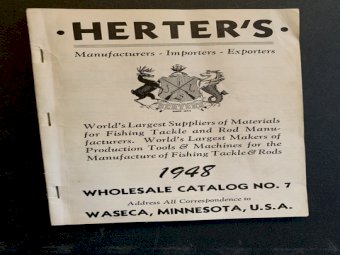 • HERTER'S •
Manufacturers - Importers - Exporters
HERTER'S
World's Largest Suppliers of Materials
for Fishing Tackle and Rod Manu-
facturers. World's Largest Makers of
Production Tools & Machines for the
Manufacture of Fishing Tackle & Rods
1948
WHOLESALE CATALOG NO. 7
Address All Correspondence to
WASECA, MINNESOTA, U.S.A.